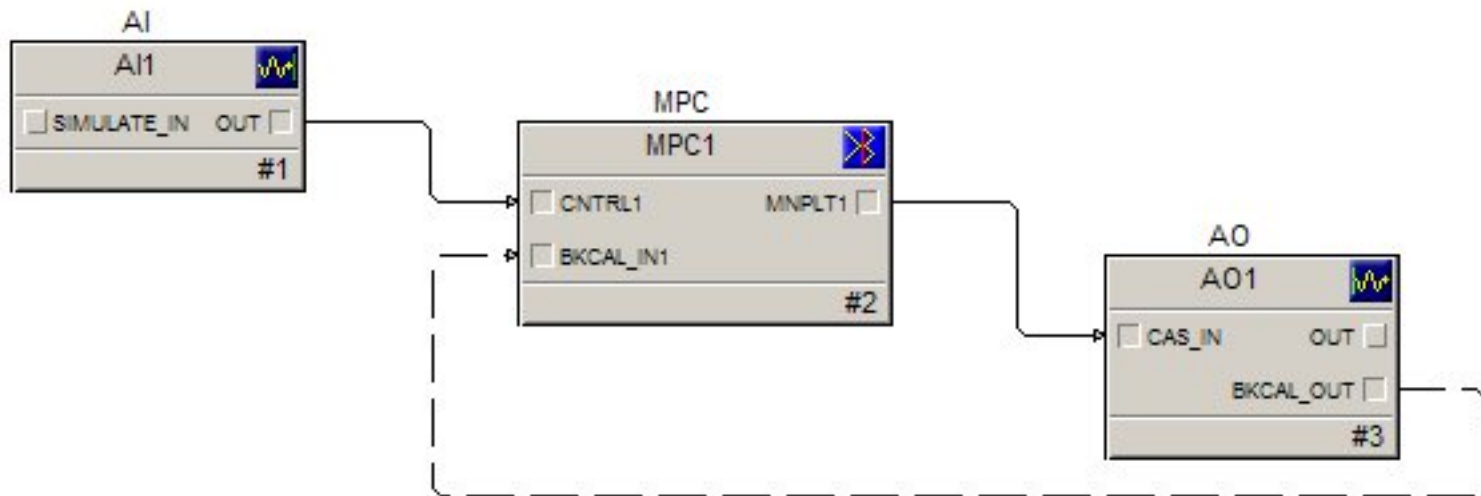 AI
AI1
SIMULATE_IN OUT
#1
MPC
MPC1
CNTRL1 MNPLT1
BKCAL_IN1
#2
AO
AO1
CAS_IN OUT
BKCAL_OUT
#3